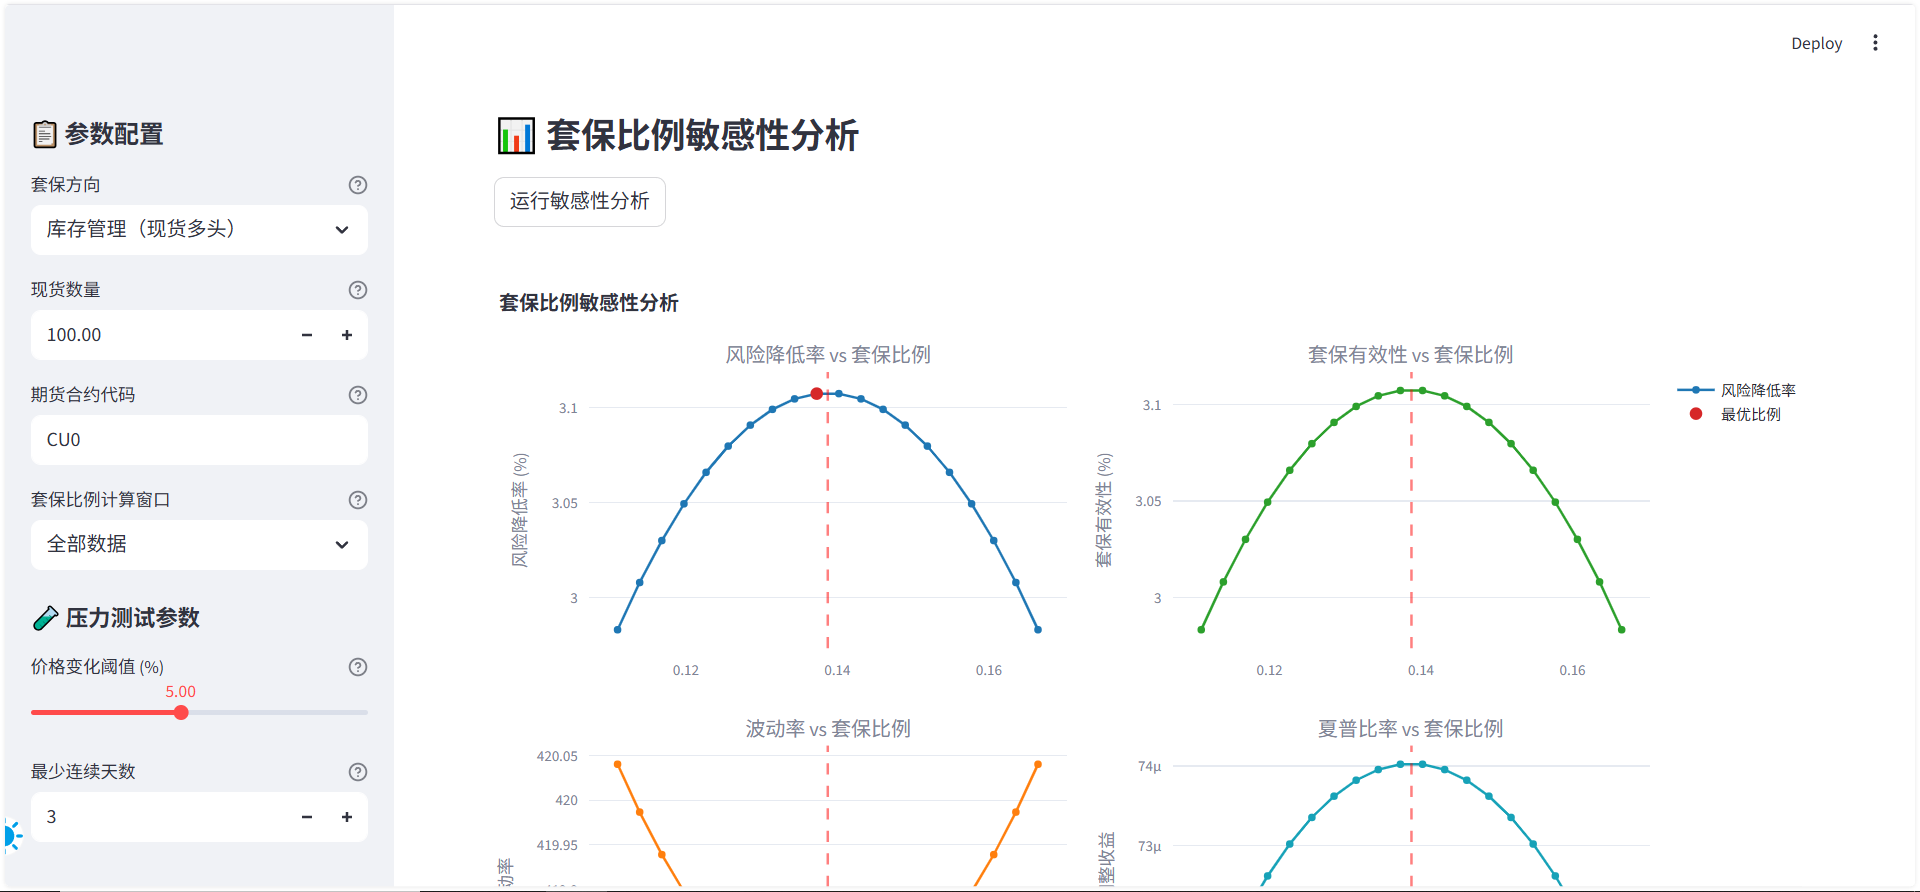 Deploy
参数配置
套保方向
库存管理（现货多头）
现货数量
100.00
期货合约代码
CU0
套保比例计算窗口
全部数据
压力测试参数
价格变化阈值 (%)
5.00
最少连续天数
3
套保比例敏感性分析
运行敏感性分析
套保比例敏感性分析
风险降低率 vs 套保比例
3.1
3.05
3
风险降低率 (%)
0.12
0.14
0.16
套保有效性 vs 套保比例
3.1
3.05
3
套保有效性 (%)
0.12
0.14
0.16
风险降低率
最优比例
波动率 vs 套保比例
420.05
420
419.95
动率
夏普比率 vs 套保比例
74μ
73μ
整收益